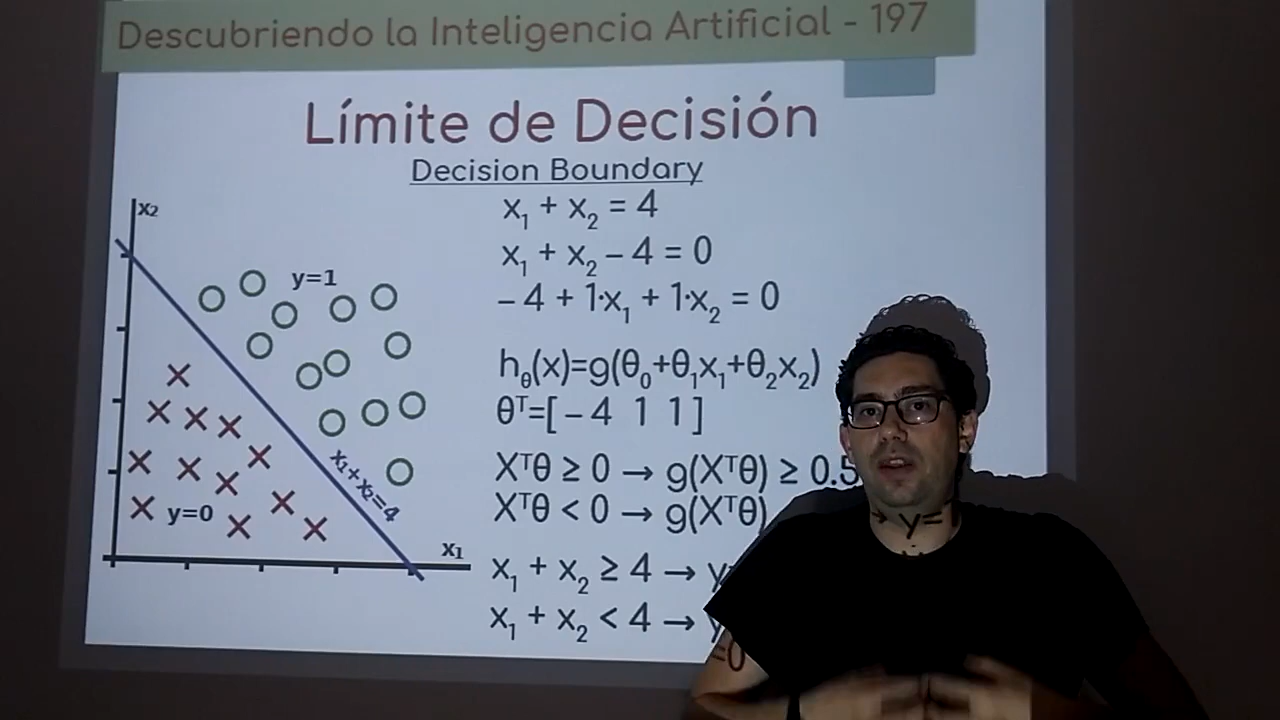 Descubriendo la Inteligencia Artificial - 197
Límite de Decisión
Decision Boundary
x₁ + x₂ = 4
x₁ + x₂ – 4 = 0
– 4 + 1·x₁ + 1·x₂ = 0
hθ(x)=g(θ₀+θ₁x₁+θ₂x₂)
θᵀ=[ – 4 1 1 ]
Xᵀθ ≥ 0 → g(Xᵀθ) ≥ 0.5
Xᵀθ < 0 → g(Xᵀθ)
→ y=
x₁ + x₂ ≥ 4 → y
x₁ + x₂ < 4 → y
=0
x₂
y=1
x₁+x₂=4
y=0
x₁